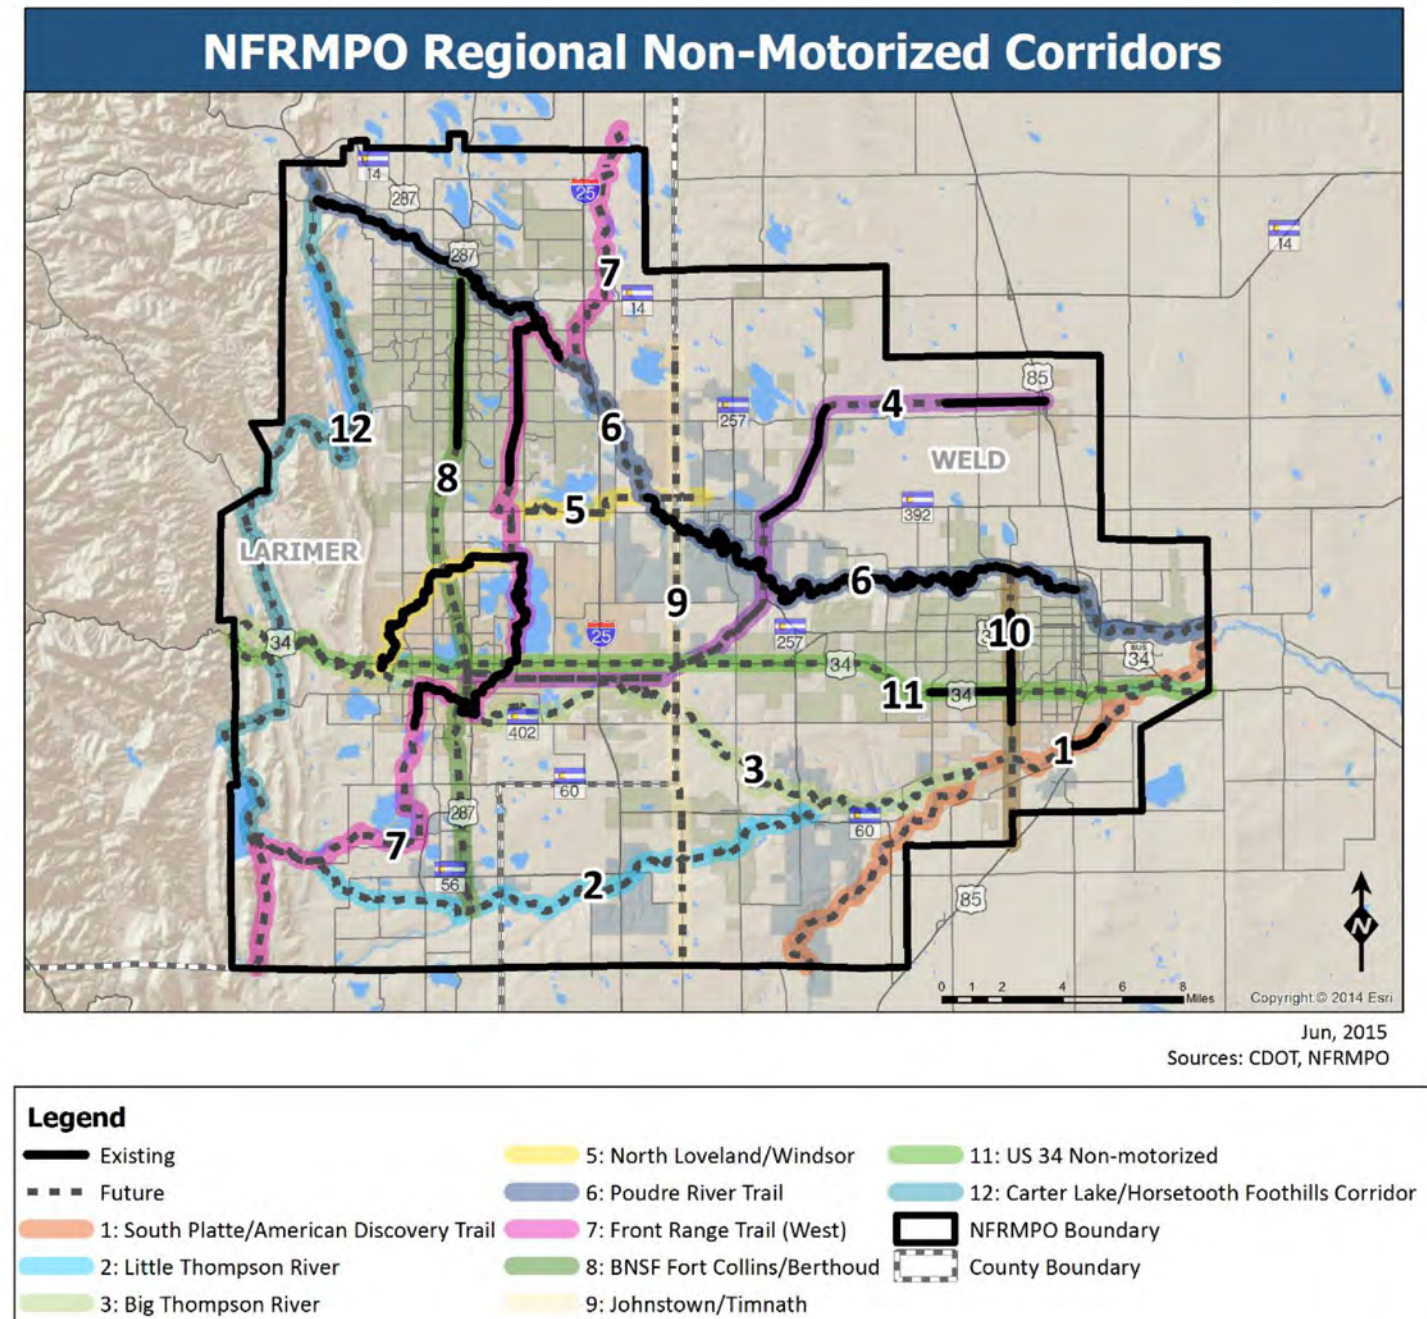 NFRMPO Regional Non-Motorized Corridors
14
287
25
287
7
14
14
85
4
257
12
6
WELD
8
5
392
LARIMER
6
9
10
34
25
257
34
BUS
34
11
34
402
1
3
60
287
60
7
56
2
85
N
0 1 2 4 6 8
Miles
Copyright:© 2014 Esri
Jun, 2015
Sources: CDOT, NFRMPO
Legend
Existing
Future
1: South Platte/American Discovery Trail
2: Little Thompson River
3: Big Thompson River
5: North Loveland/Windsor
6: Poudre River Trail
7: Front Range Trail (West)
8: BNSF Fort Collins/Berthoud
9: Johnstown/Timnath
11: US 34 Non-motorized
12: Carter Lake/Horsetooth Foothills Corridor
NFRMPO Boundary
County Boundary